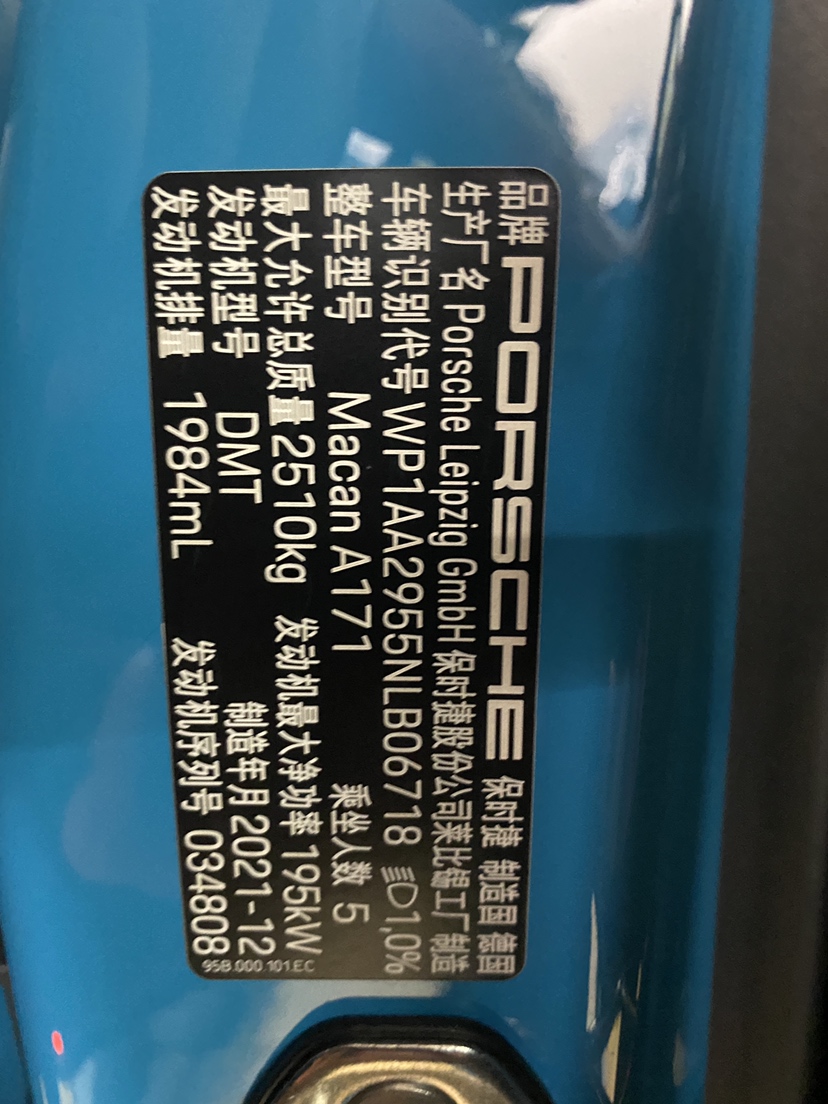 品牌 PORSCHE 保时捷 制造国 德国
生产厂名 Porsche Leipzig GmbH 保时捷股份公司莱比锡工厂 制造
车辆识别代号 WP1AA2955NLB06718 1,0%
整车型号 Macan A171 乘坐人数 5
最大允许总质量 2510kg 发动机最大净功率 195kW
发动机型号 DMT 制造年月 2021-12
发动机排量 1984mL 发动机序列号 034808
95B.000.101.EC